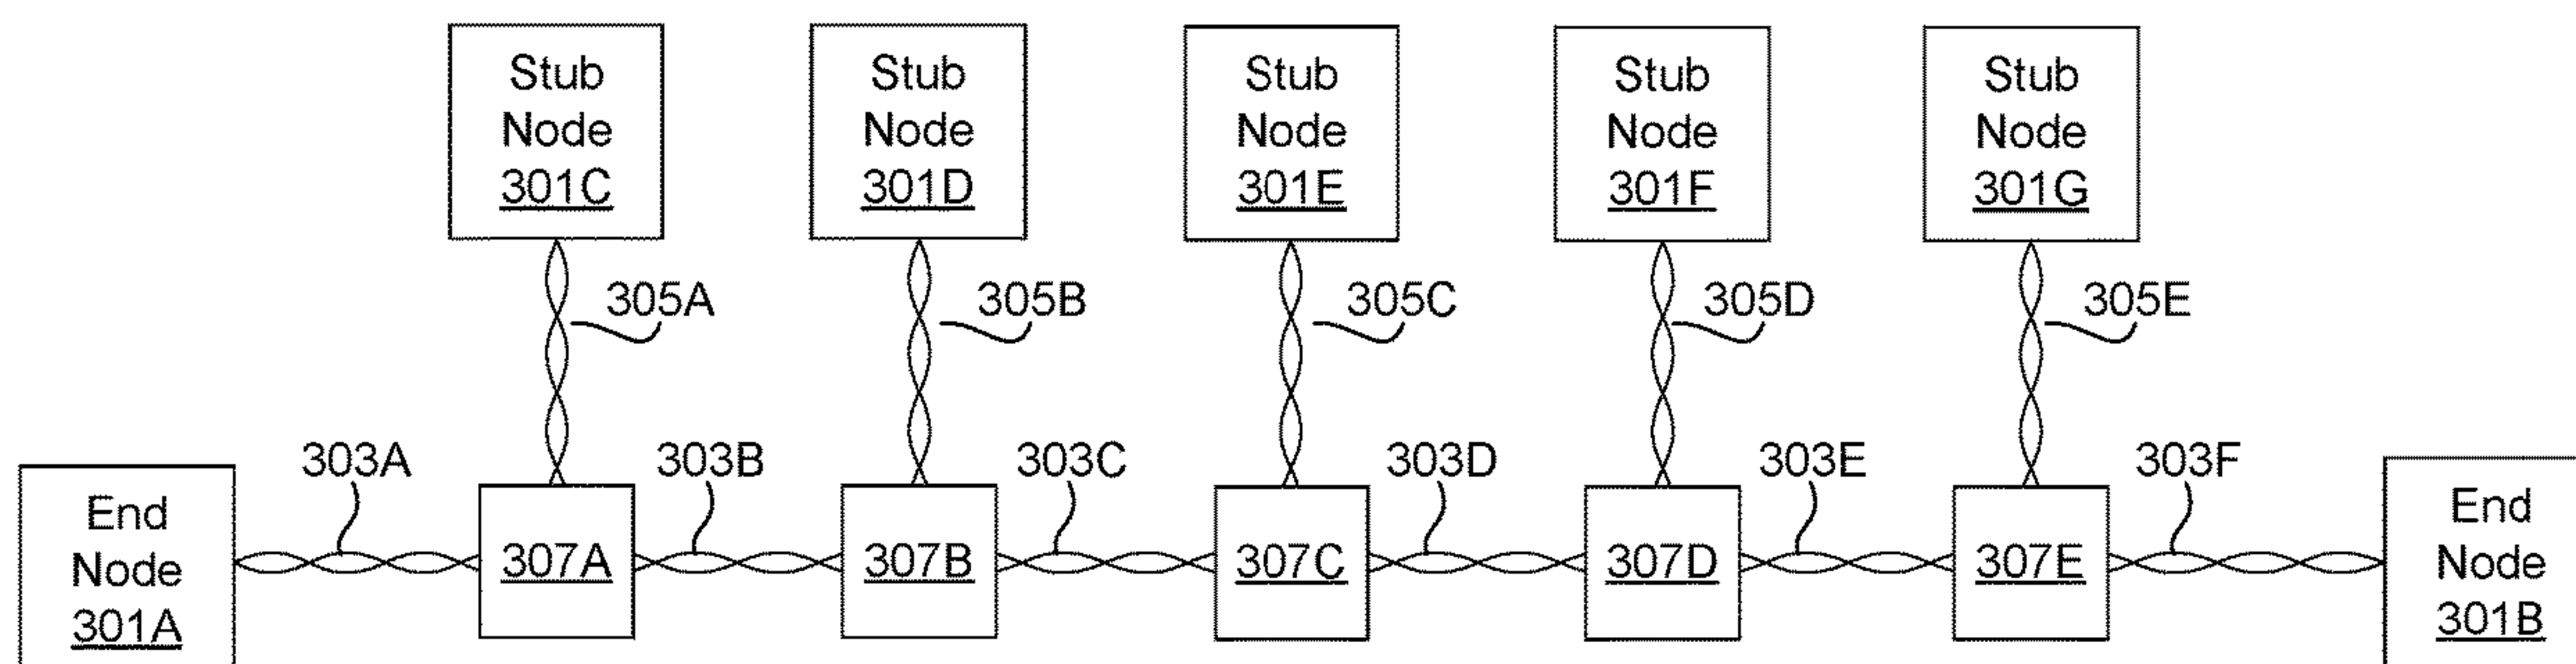 Stub
Node
301C
Stub
Node
301D
Stub
Node
301E
Stub
Node
301F
Stub
Node
301G
305A
305B
305C
305D
305E
303A
303B
303C
303D
303E
303F
End
Node
301A
307A
307B
307C
307D
307E
End
Node
301B